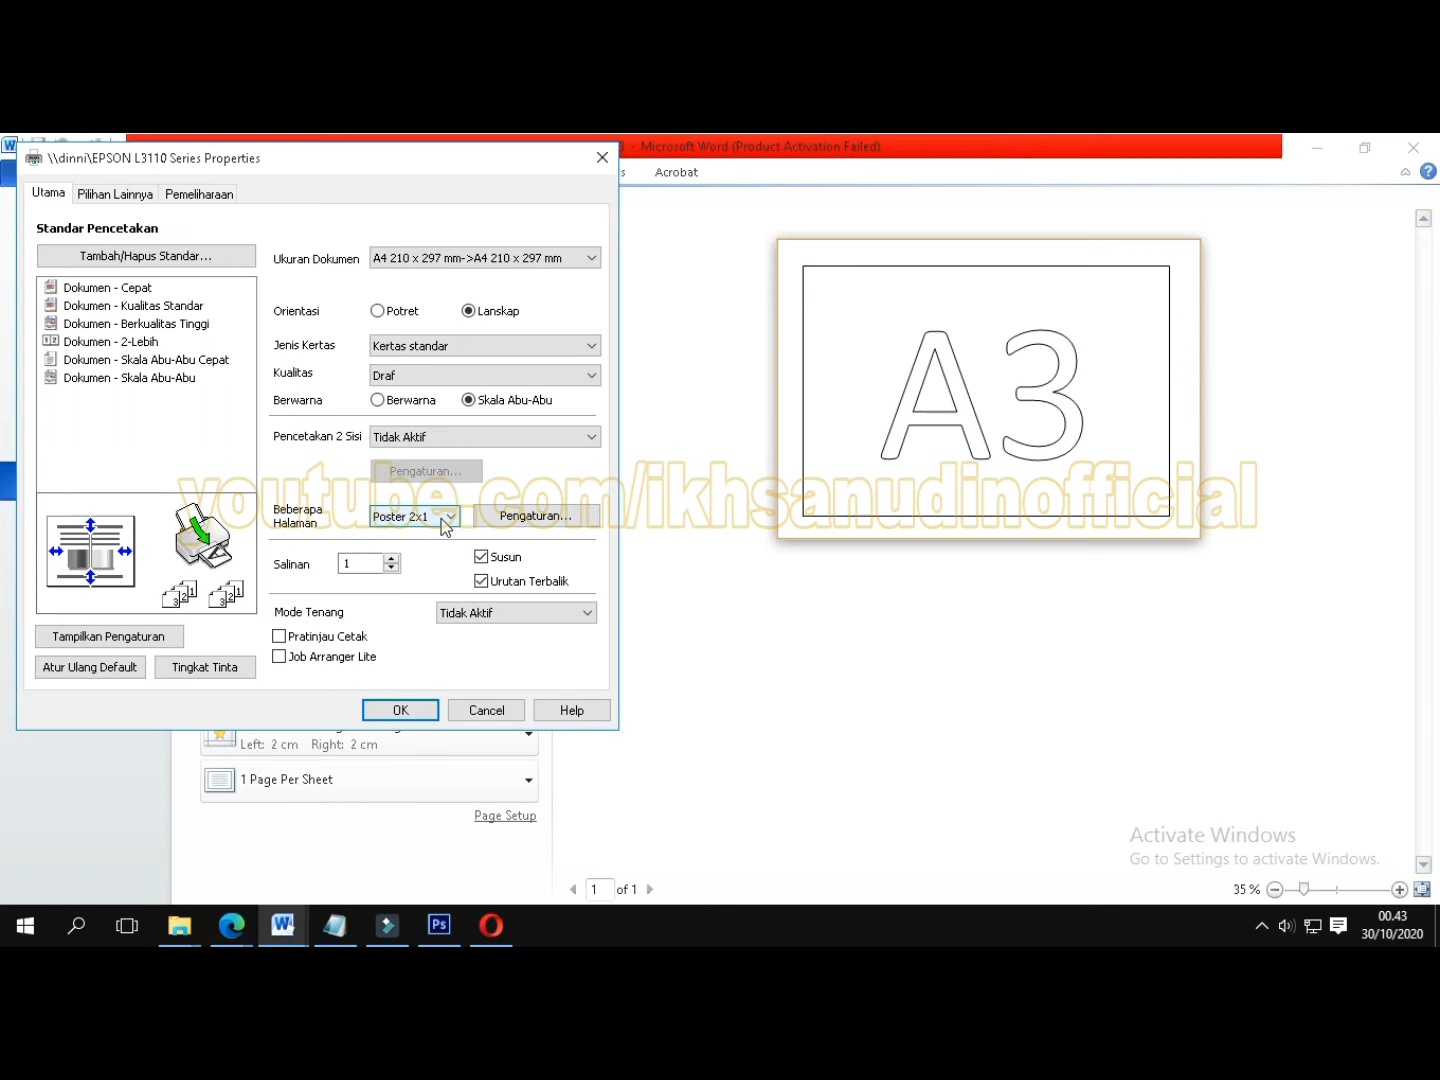 - Microsoft Word (Product Activation Failed)
\\dinni\EPSON L3110 Series Properties
Acrobat
Utama
Pilihan Lainnya
Pemeliharaan
Standar Pencetakan
Tambah/Hapus Standar...
Dokumen - Cepat
Dokumen - Kualitas Standar
Dokumen - Berkualitas Tinggi
Dokumen - 2-Lebih
Dokumen - Skala Abu-Abu Cepat
Dokumen - Skala Abu-Abu
Tampilkan Pengaturan
Atur Ulang Default
Tingkat Tinta
Ukuran Dokumen
A4 210 x 297 mm->A4 210 x 297 mm
Orientasi
Potret
Lanskap
Jenis Kertas
Kertas standar
Kualitas
Draf
Berwarna
Berwarna
Skala Abu-Abu
Pencetakan 2 Sisi
Tidak Aktif
Pengaturan...
Beberapa
Halaman
Poster 2x1
Pengaturan...
Salinan
1
Susun
Urutan Terbalik
Mode Tenang
Tidak Aktif
Pratinjau Cetak
Job Arranger Lite
OK
Cancel
Help
A3
youtube.com/ikhsanudinofficial
Left: 2 cm Right: 2 cm
1 Page Per Sheet
Page Setup
Activate Windows
Go to Settings to activate Windows.
1 of 1
35 %
Ps
00.43
30/10/2020